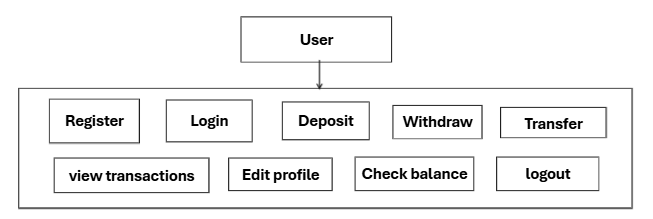 User
Register
Login
Deposit
Withdraw
Transfer
view transactions
Edit profile
Check balance
logout